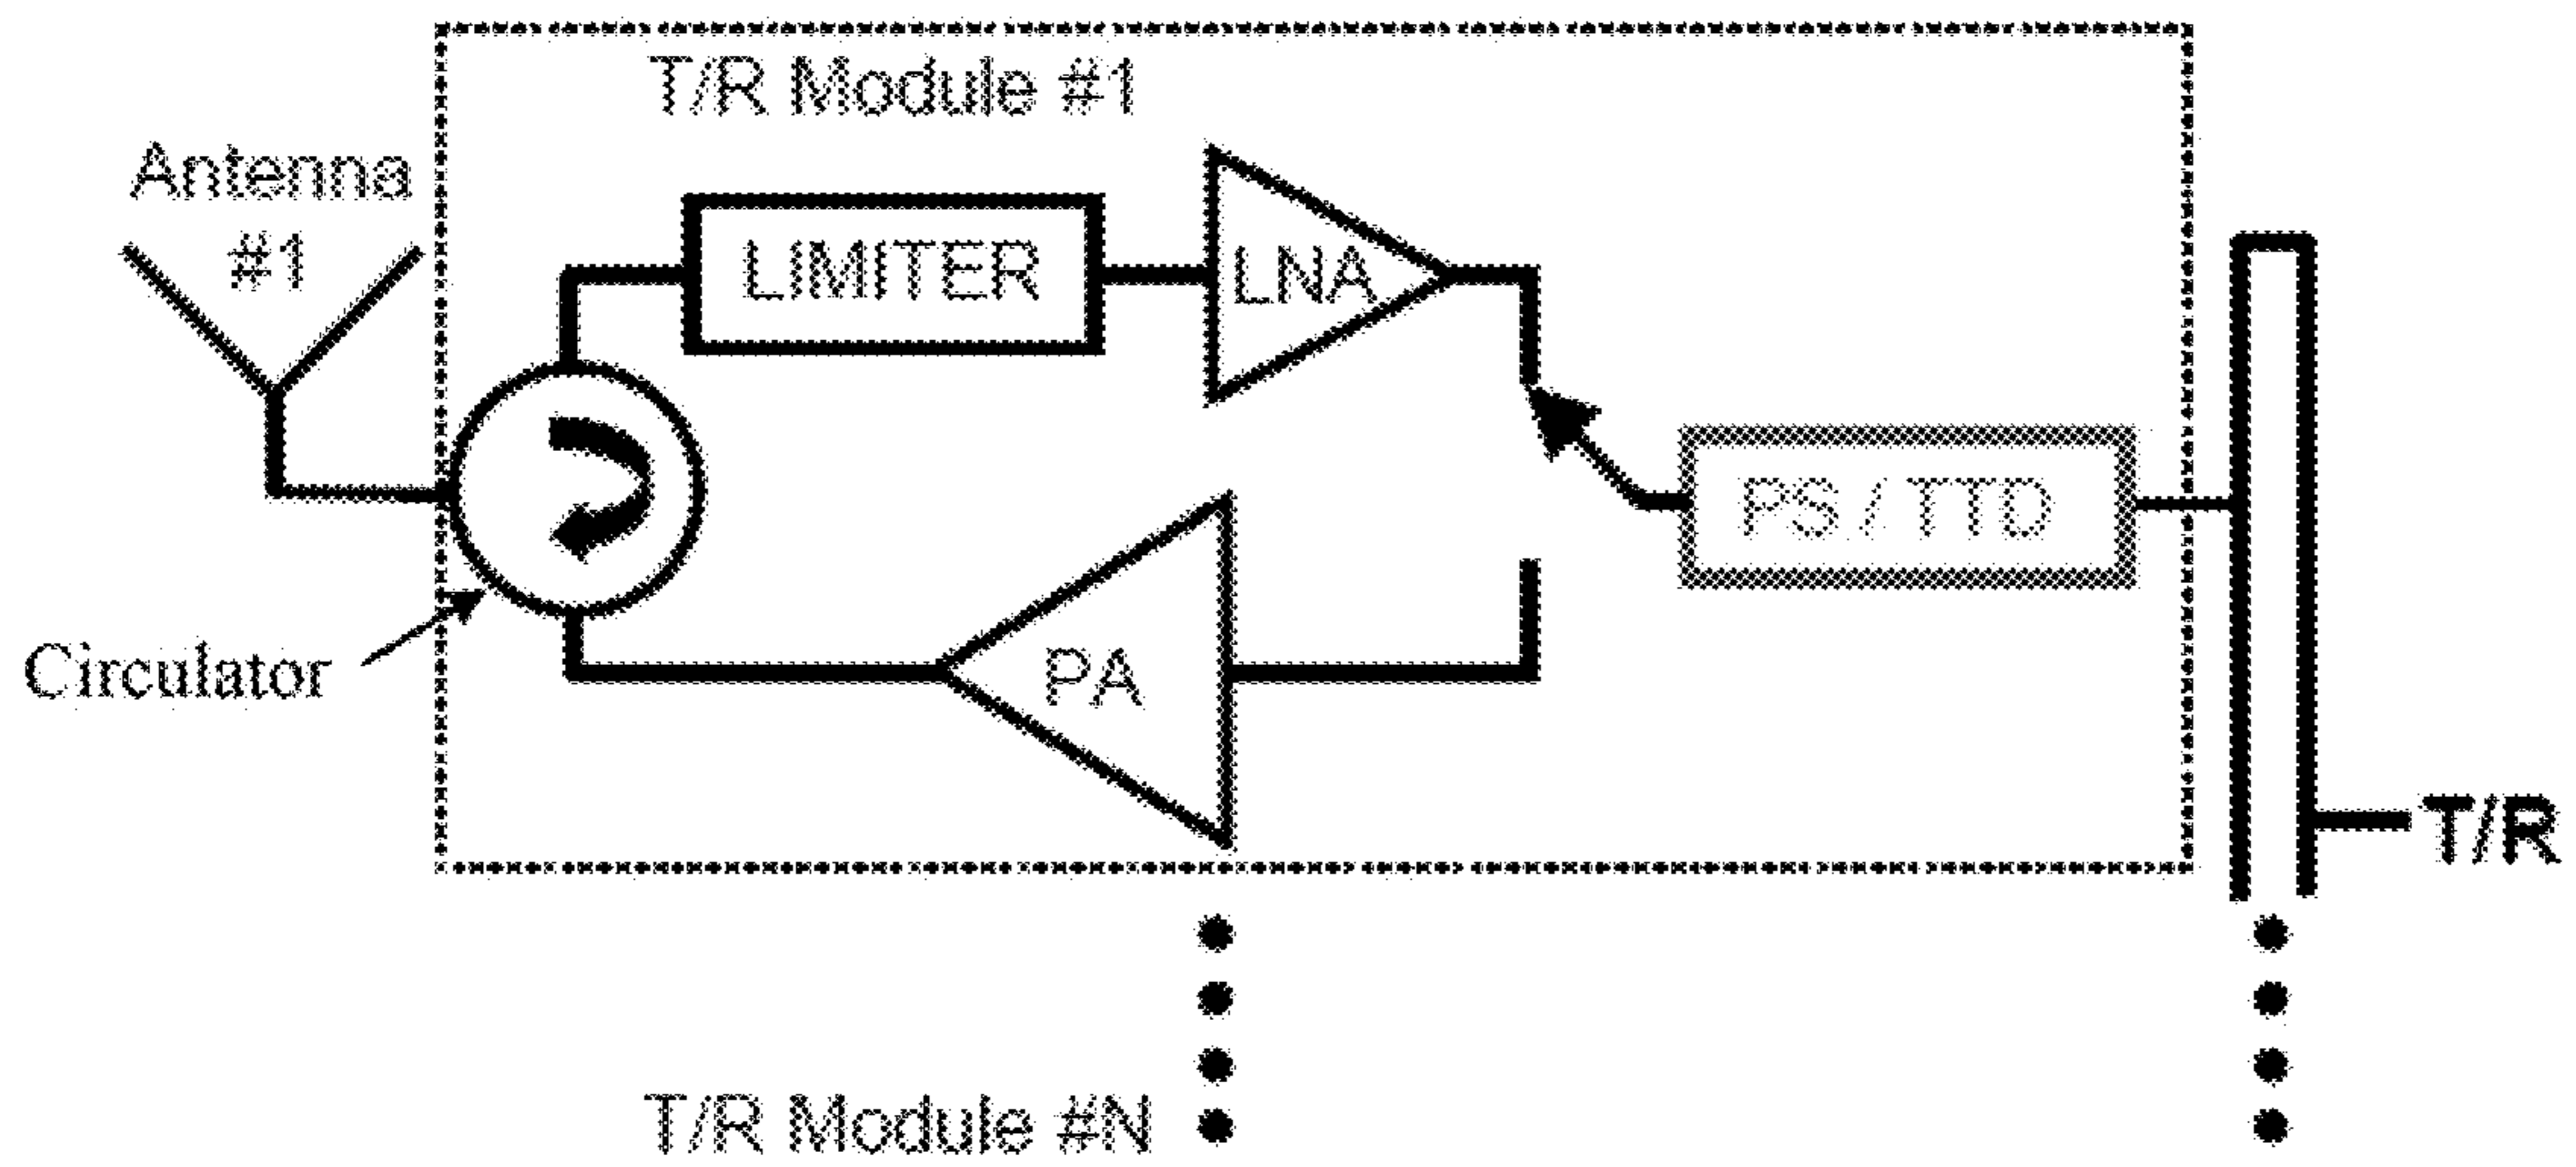 T/R Module #1
Antenna
#1
LIMITER
LNA
PS / TTD
Circulator
PA
T/R
T/R Module #N